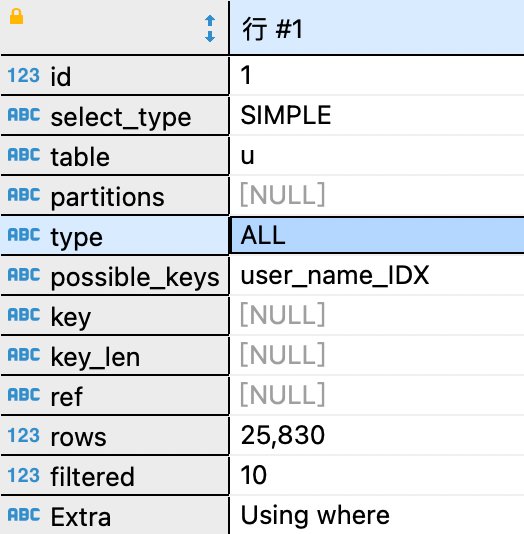 行 #1
123 id 1
ABC select_type SIMPLE
ABC table u
ABC partitions [NULL]
ABC type ALL
ABC possible_keys user_name_IDX
ABC key [NULL]
ABC key_len [NULL]
ABC ref [NULL]
123 rows 25,830
123 filtered 10
ABC Extra Using where